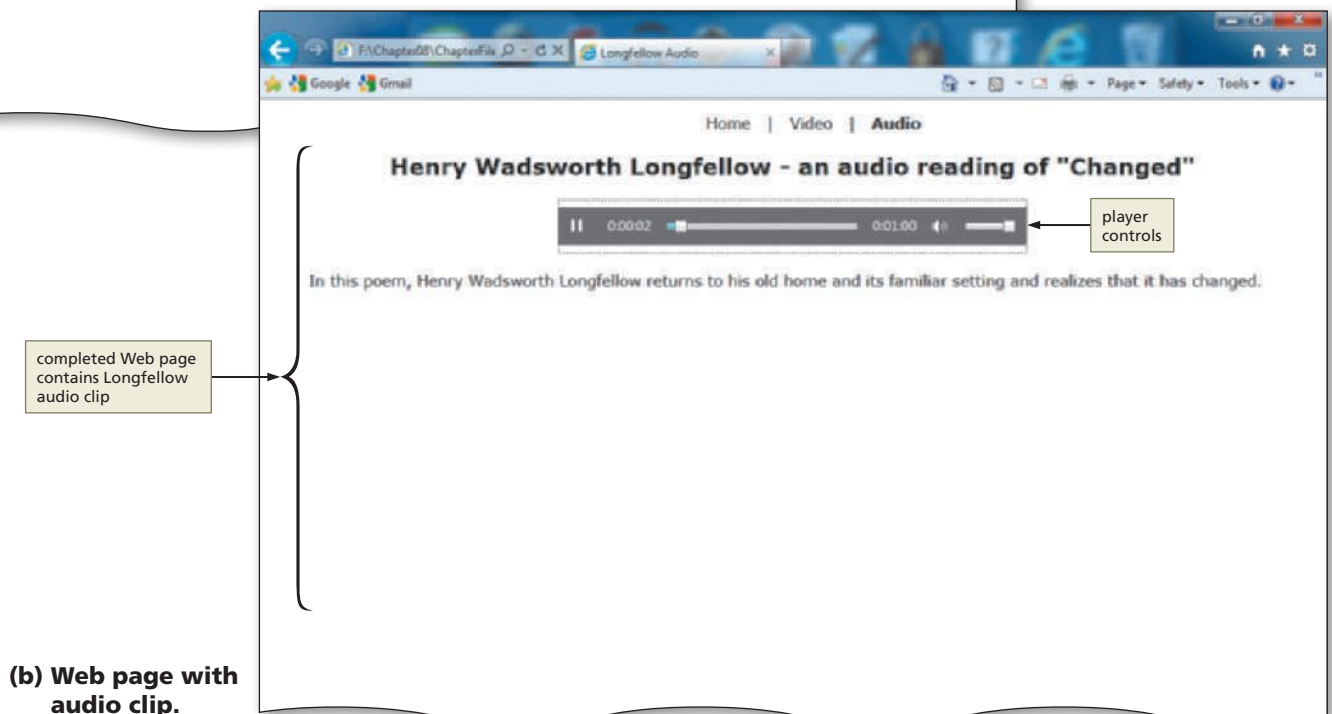 F:\Chapter08\ChapterFile
Longfellow Audio
Google Gmail
Page Safety Tools
Home | Video | Audio
Henry Wadsworth Longfellow - an audio reading of "Changed"
0:00:02 0:01:00
player
controls
In this poem, Henry Wadsworth Longfellow returns to his old home and its familiar setting and realizes that it has changed.
completed Web page
contains Longfellow
audio clip
(b) Web page with
audio clip.